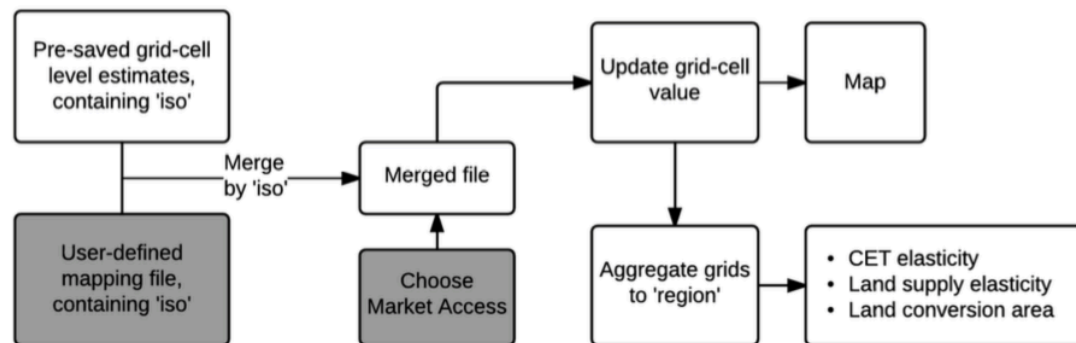 Pre-saved grid-cell
level estimates,
containing 'iso'
User-defined
mapping file,
containing 'iso'
Merge
by 'iso'
Merged file
Choose
Market Access
Update grid-cell
value
Map
Aggregate grids
to 'region'
• CET elasticity
• Land supply elasticity
• Land conversion area